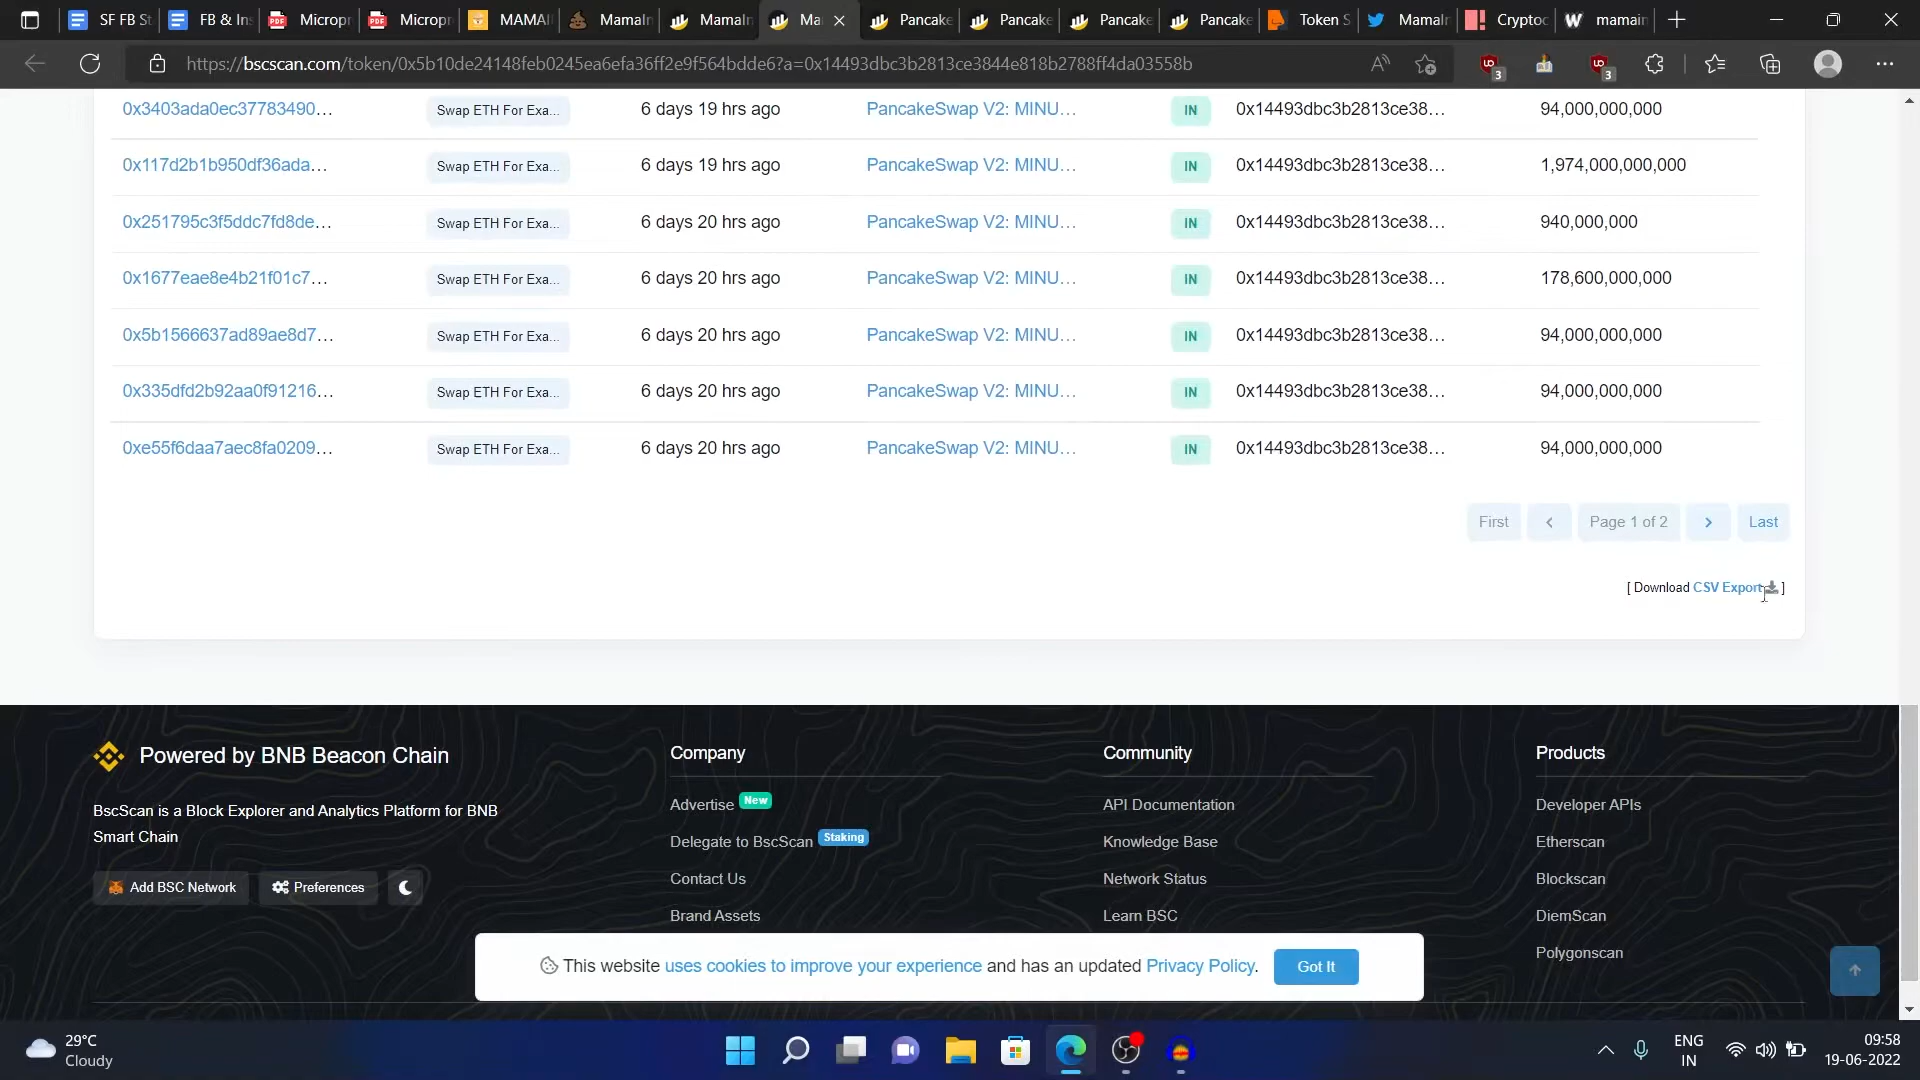 SF FB St
FB & Ins
Micropr
Micropr
MAMAI
MamaIn
MamaIn
Ma
Pancake
Pancake
Pancake
Pancake
Token S
MamaIn
Cryptoc
mamain
https://bscscan.com/token/0x5b10de24148feb0245ea6efa36ff2e9f564bdde6?a=0x14493dbc3b2813ce3844e818b2788ff4da03558b
3
3
0x3403ada0ec37783490... Swap ETH For Exa... 6 days 19 hrs ago PancakeSwap V2: MINU... IN 0x14493dbc3b2813ce38... 94,000,000,000
0x117d2b1b950df36ada... Swap ETH For Exa... 6 days 19 hrs ago PancakeSwap V2: MINU... IN 0x14493dbc3b2813ce38... 1,974,000,000,000
0x251795c3f5ddc7fd8de... Swap ETH For Exa... 6 days 20 hrs ago PancakeSwap V2: MINU... IN 0x14493dbc3b2813ce38... 940,000,000
0x1677eae8e4b21f01c7... Swap ETH For Exa... 6 days 20 hrs ago PancakeSwap V2: MINU... IN 0x14493dbc3b2813ce38... 178,600,000,000
0x5b1566637ad89ae8d7... Swap ETH For Exa... 6 days 20 hrs ago PancakeSwap V2: MINU... IN 0x14493dbc3b2813ce38... 94,000,000,000
0x335dfd2b92aa0f91216... Swap ETH For Exa... 6 days 20 hrs ago PancakeSwap V2: MINU... IN 0x14493dbc3b2813ce38... 94,000,000,000
0xe55f6daa7aec8fa0209... Swap ETH For Exa... 6 days 20 hrs ago PancakeSwap V2: MINU... IN 0x14493dbc3b2813ce38... 94,000,000,000
First Page 1 of 2 Last
[ Download CSV Export ]
Powered by BNB Beacon Chain
BscScan is a Block Explorer and Analytics Platform for BNB
Smart Chain
Add BSC Network
Preferences
Company
Advertise New
Delegate to BscScan Staking
Contact Us
Brand Assets
Community
API Documentation
Knowledge Base
Network Status
Learn BSC
Products
Developer APIs
Etherscan
Blockscan
DiemScan
Polygonscan
This website uses cookies to improve your experience and has an updated Privacy Policy. Got It
29°C
Cloudy
ENG
IN
09:58
19-06-2022